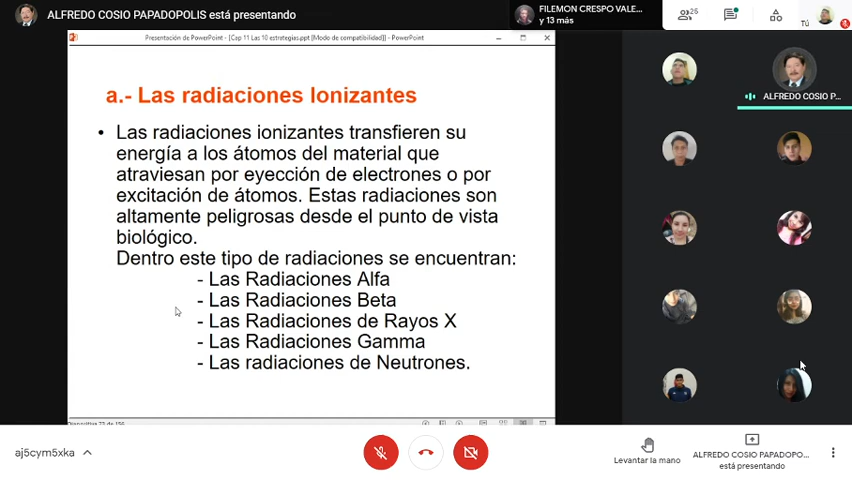 ALFREDO COSIO PAPADOPOLIS está presentando
FILEMON CRESPO VALE...
y 13 más
26
Tú
Presentación de PowerPoint - [Cap 11 Las 10 estrategias.ppt [Modo de compatibilidad]] - PowerPoint
a.- Las radiaciones Ionizantes
• Las radiaciones ionizantes transfieren su
energía a los átomos del material que
atraviesan por eyección de electrones o por
excitación de átomos. Estas radiaciones son
altamente peligrosas desde el punto de vista
biológico.
Dentro este tipo de radiaciones se encuentran:
- Las Radiaciones Alfa
- Las Radiaciones Beta
- Las Radiaciones de Rayos X
- Las Radiaciones Gamma
- Las radiaciones de Neutrones.
Diapositiva 73 de 156
ALFREDO COSIO P...
aj5cym5xka
Levantar la mano
ALFREDO COSIO PAPADOPO...
está presentando